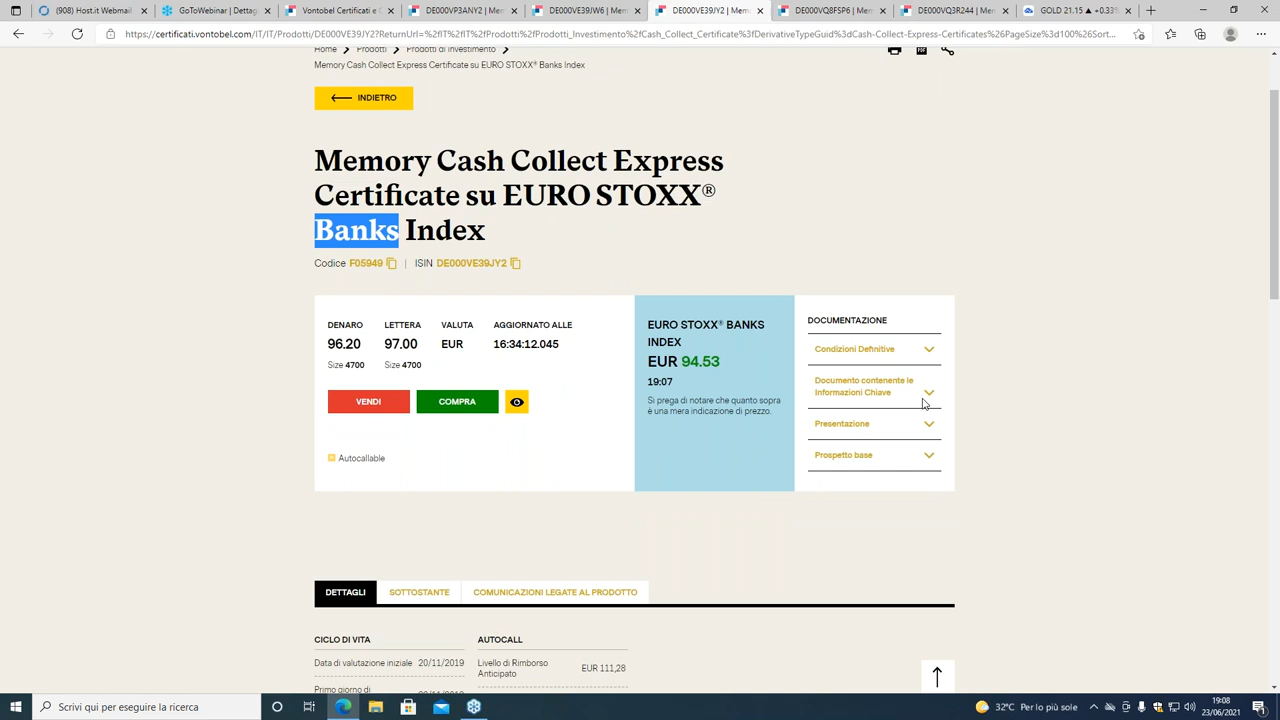 (908) Host.it Webmail
GoToWebinar | Dettag
Vontobel Certificati
DE000VP3ANY2 | Mem
DE000VE39JW6 | Mem
DE000VE39JY2 | Mem
DE000VQ8FSP6 | Mem
DE000VQ3R244 | Mem
GOLD 21.15 ▲ +0.33%
https://certificati.vontobel.com/IT/IT/Prodotti/DE000VE39JY2?ReturnUrl=%2fIT%2fIT%2fProdotti%2fProdotti_Investimento%2fCash_Collect_Certificate%3fDerivativeTypeGuid%3dCash-Collect-Express-Certificates%26PageSize%3d100%26Sort...
Home Prodotti Prodotti di investimento
Memory Cash Collect Express Certificate su EURO STOXX® Banks Index
INDIETRO
Memory Cash Collect Express
Certificate su EURO STOXX®
Banks Index
Codice F05949 | ISIN DE000VE39JY2
DENARO LETTERA VALUTA AGGIORNATO ALLE
96.20 97.00 EUR 16:34:12.045
Size 4700 Size 4700
VENDI COMPRA
Autocallable
EURO STOXX® BANKS
INDEX
EUR 94.53
19:07
Si prega di notare che quanto sopra
è una mera indicazione di prezzo.
DOCUMENTAZIONE
Condizioni Definitive
Documento contenente le
Informazioni Chiave
Presentazione
Prospetto base
DETTAGLI SOTTOSTANTE COMUNICAZIONI LEGATE AL PRODOTTO
CICLO DI VITA
Data di valutazione iniziale 20/11/2019
Primo giorno di
AUTOCALL
Livello di Rimborso
Anticipato
EUR 111,28
Scrivi qui per eseguire la ricerca
32°C Per lo più sole
19:08
23/06/2021